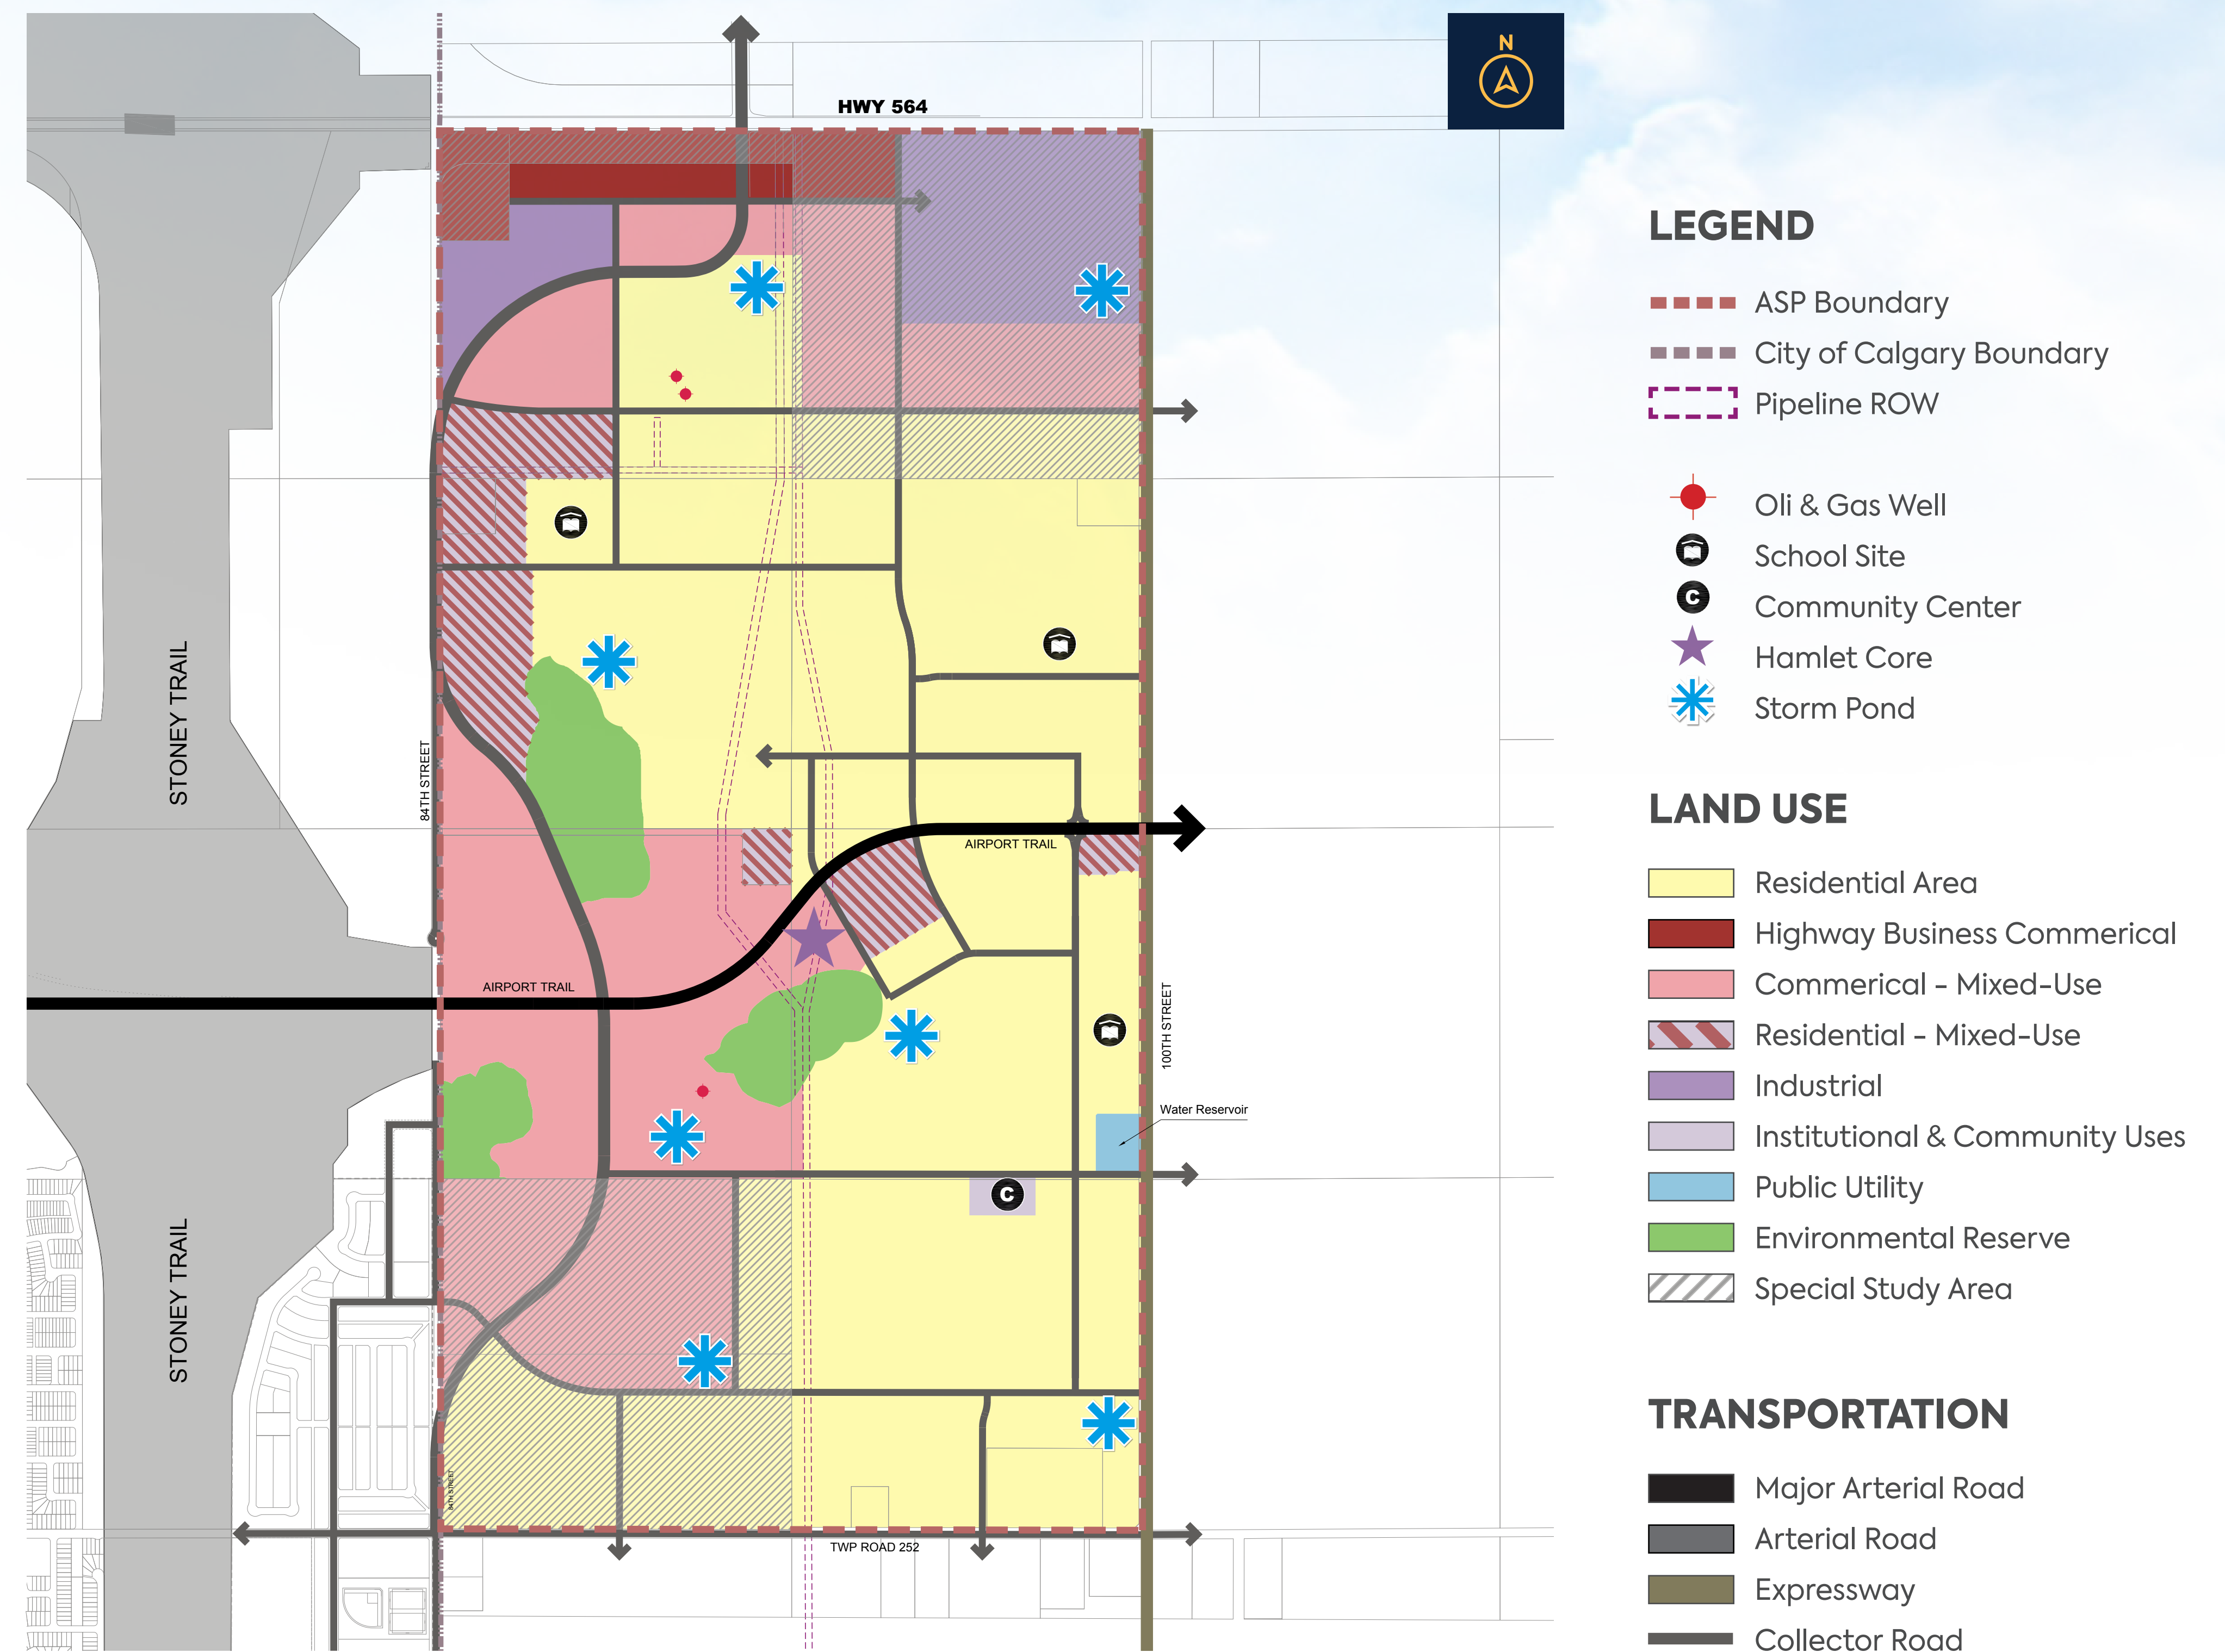 N
HWY 564
STONEY TRAIL
84TH STREET
AIRPORT TRAIL
AIRPORT TRAIL
100TH STREET
Water Reservoir
C
STONEY TRAIL
84TH STREET
TWP ROAD 252
LEGEND
ASP Boundary
City of Calgary Boundary
Pipeline ROW
Oli & Gas Well
School Site
C
Community Center
Hamlet Core
Storm Pond
LAND USE
Residential Area
Highway Business Commerical
Commerical - Mixed-Use
Residential - Mixed-Use
Industrial
Institutional & Community Uses
Public Utility
Environmental Reserve
Special Study Area
TRANSPORTATION
Major Arterial Road
Arterial Road
Expressway
Collector Road